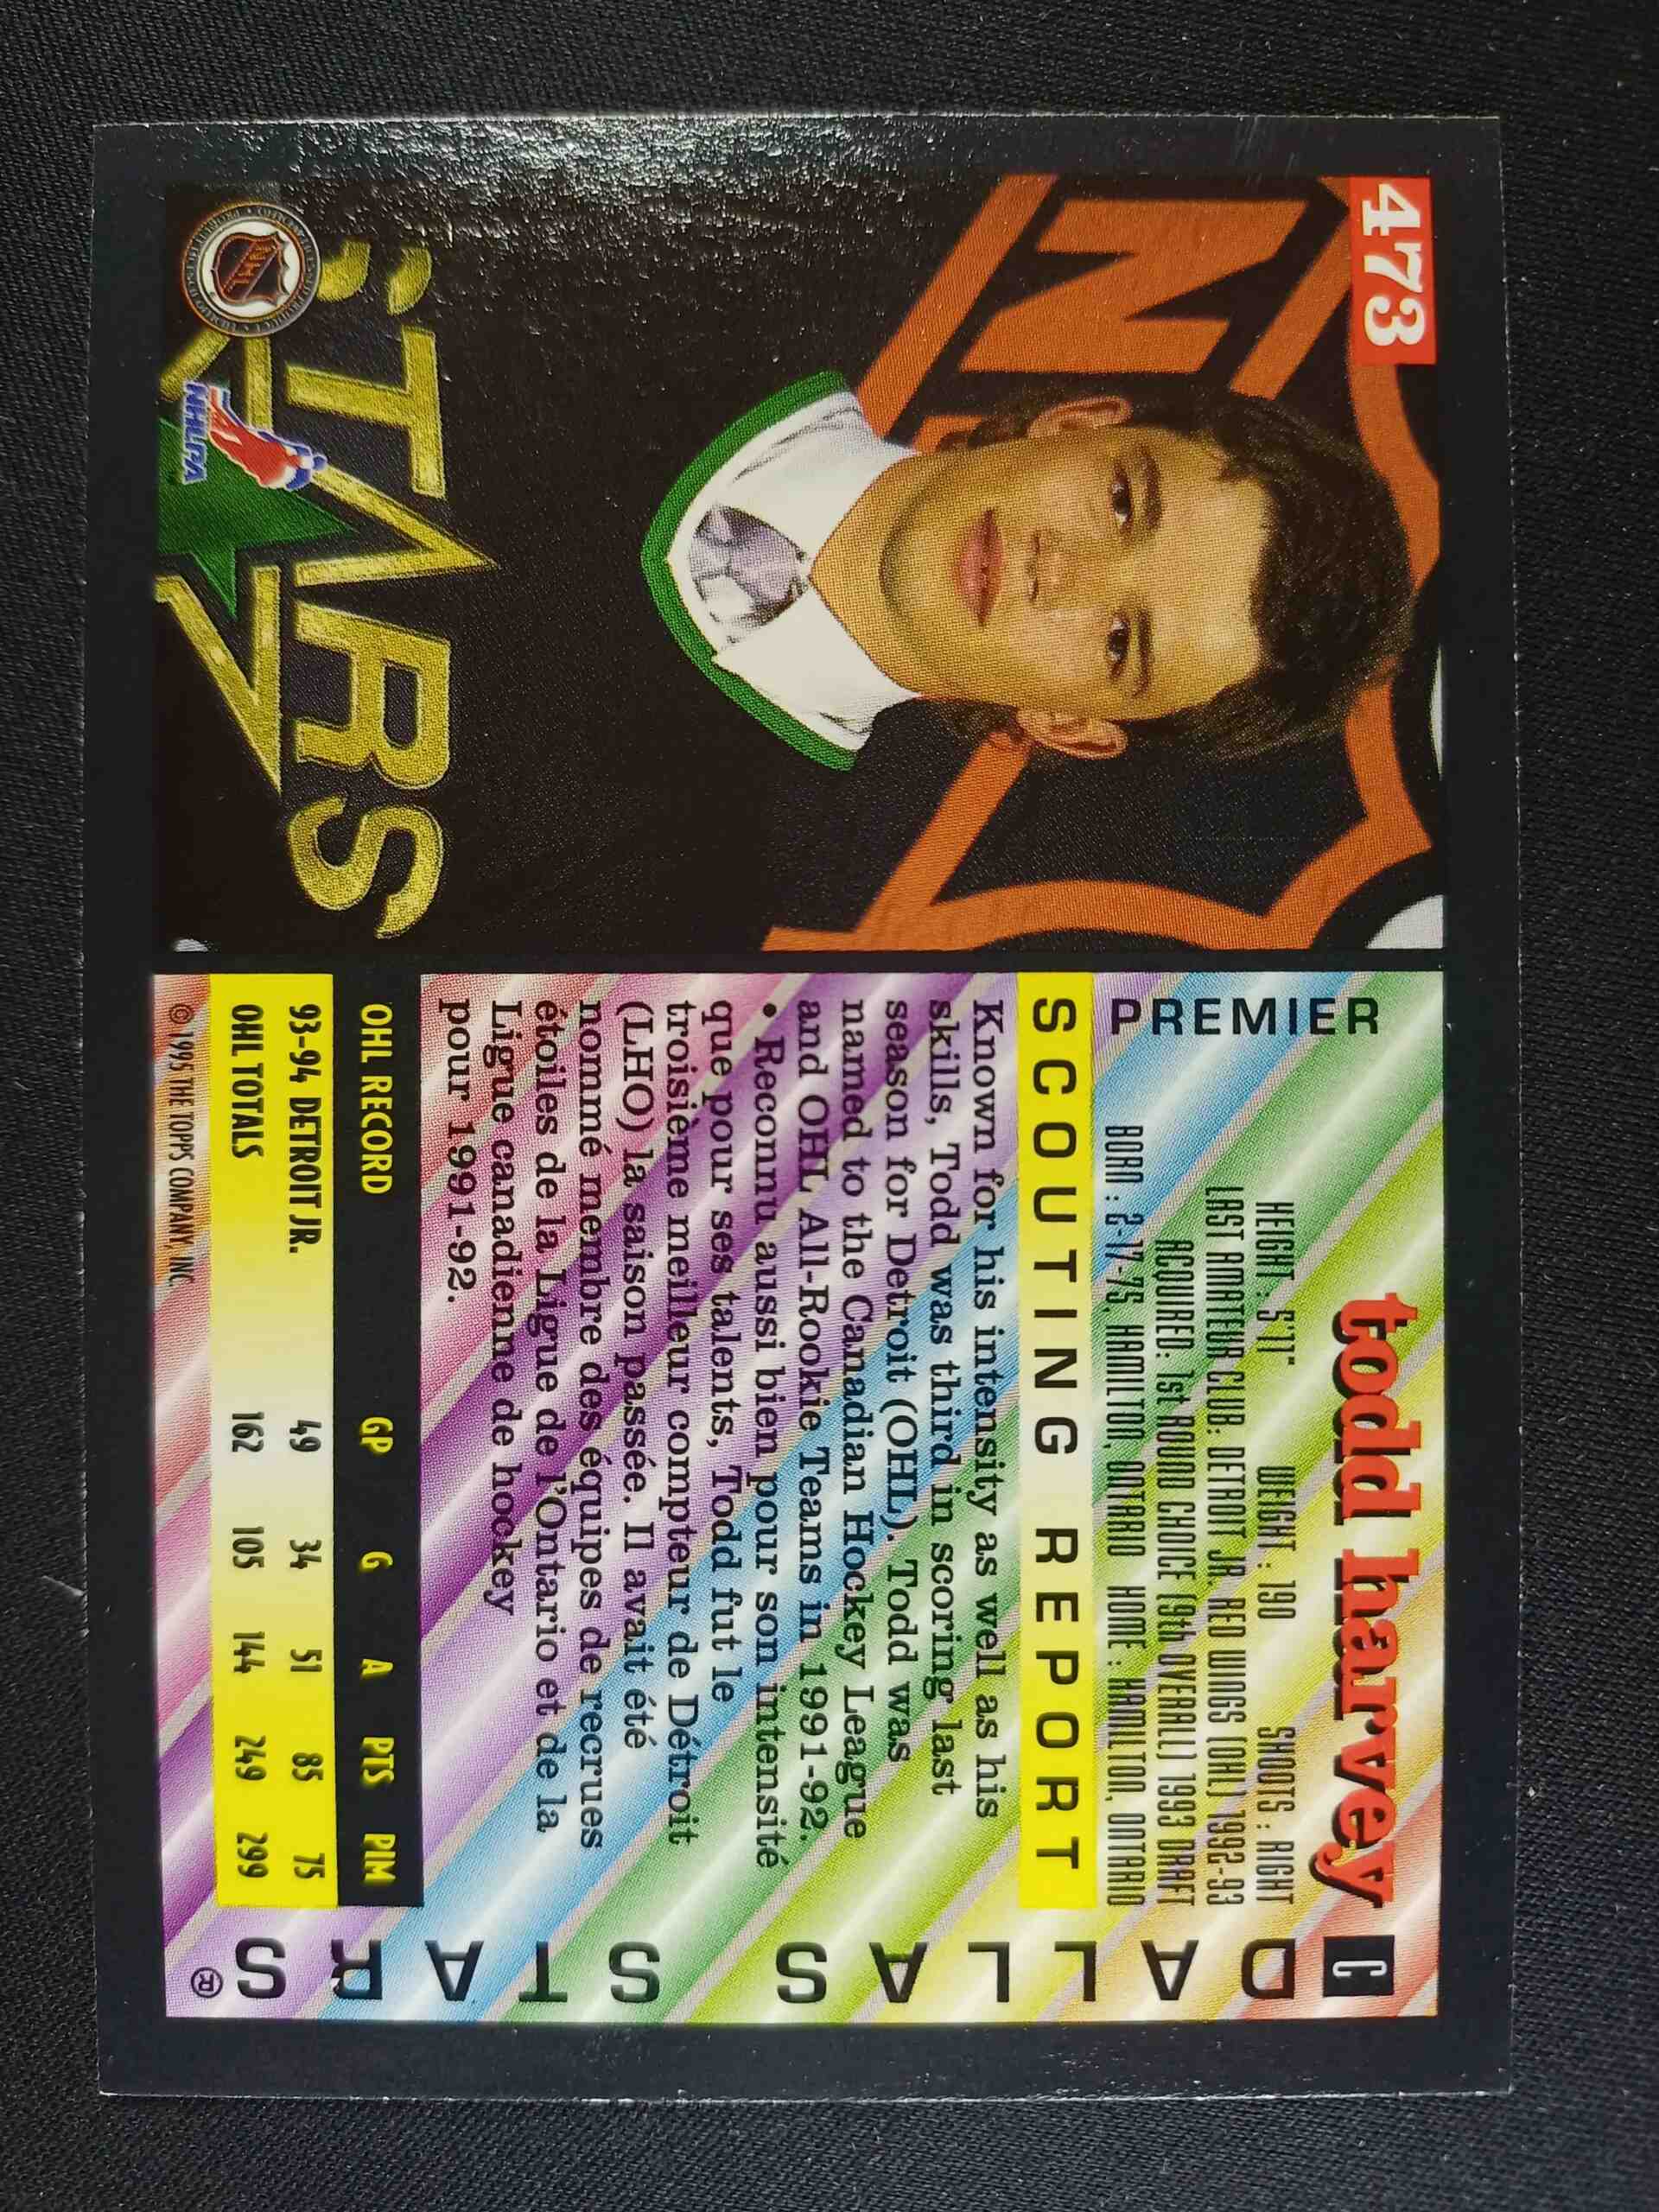 473
STARS
NHL
NHLPA
PREMIER
todd harvey
C
HEIGHT : 5'11" WEIGHT : 190 SHOOTS : RIGHT
LAST AMATEUR CLUB: DETROIT JR. RED WINGS (OHL) 1992-93
ACQUIRED: 1st ROUND CHOICE (9th OVERALL) 1993 DRAFT
BORN : 2-17-75, HAMILTON, ONTARIO HOME : HAMILTON, ONTARIO
SCOUTING REPORT
Known for his intensity as well as his
skills, Todd was third in scoring last
season for Detroit (OHL). Todd was
named to the Canadian Hockey League
and OHL All-Rookie Teams in 1991-92.
• Reconnu aussi bien pour son intensité
que pour ses talents, Todd fut le
troisième meilleur compteur de Détroit
(LHO) la saison passée. Il avait été
nommé membre des équipes de recrues
étoiles de la Ligue de l'Ontario et de la
Ligue canadienne de hockey
pour 1991-92.
OHL RECORD GP G A PTS PIM
93-94 DETROIT JR. 49 34 51 85 75
OHL TOTALS 162 105 144 249 299
© 1995 THE TOPPS COMPANY, INC.
DALLAS STARS ®